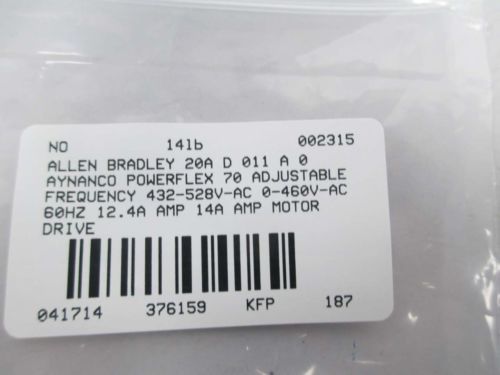 NO 14lb 002315
ALLEN BRADLEY 20A D 011 A 0
AYNANCO POWERFLEX 70 ADJUSTABLE
FREQUENCY 432-528V-AC 0-460V-AC
60HZ 12.4A AMP 14A AMP MOTOR
DRIVE
041714 376159 KFP 187